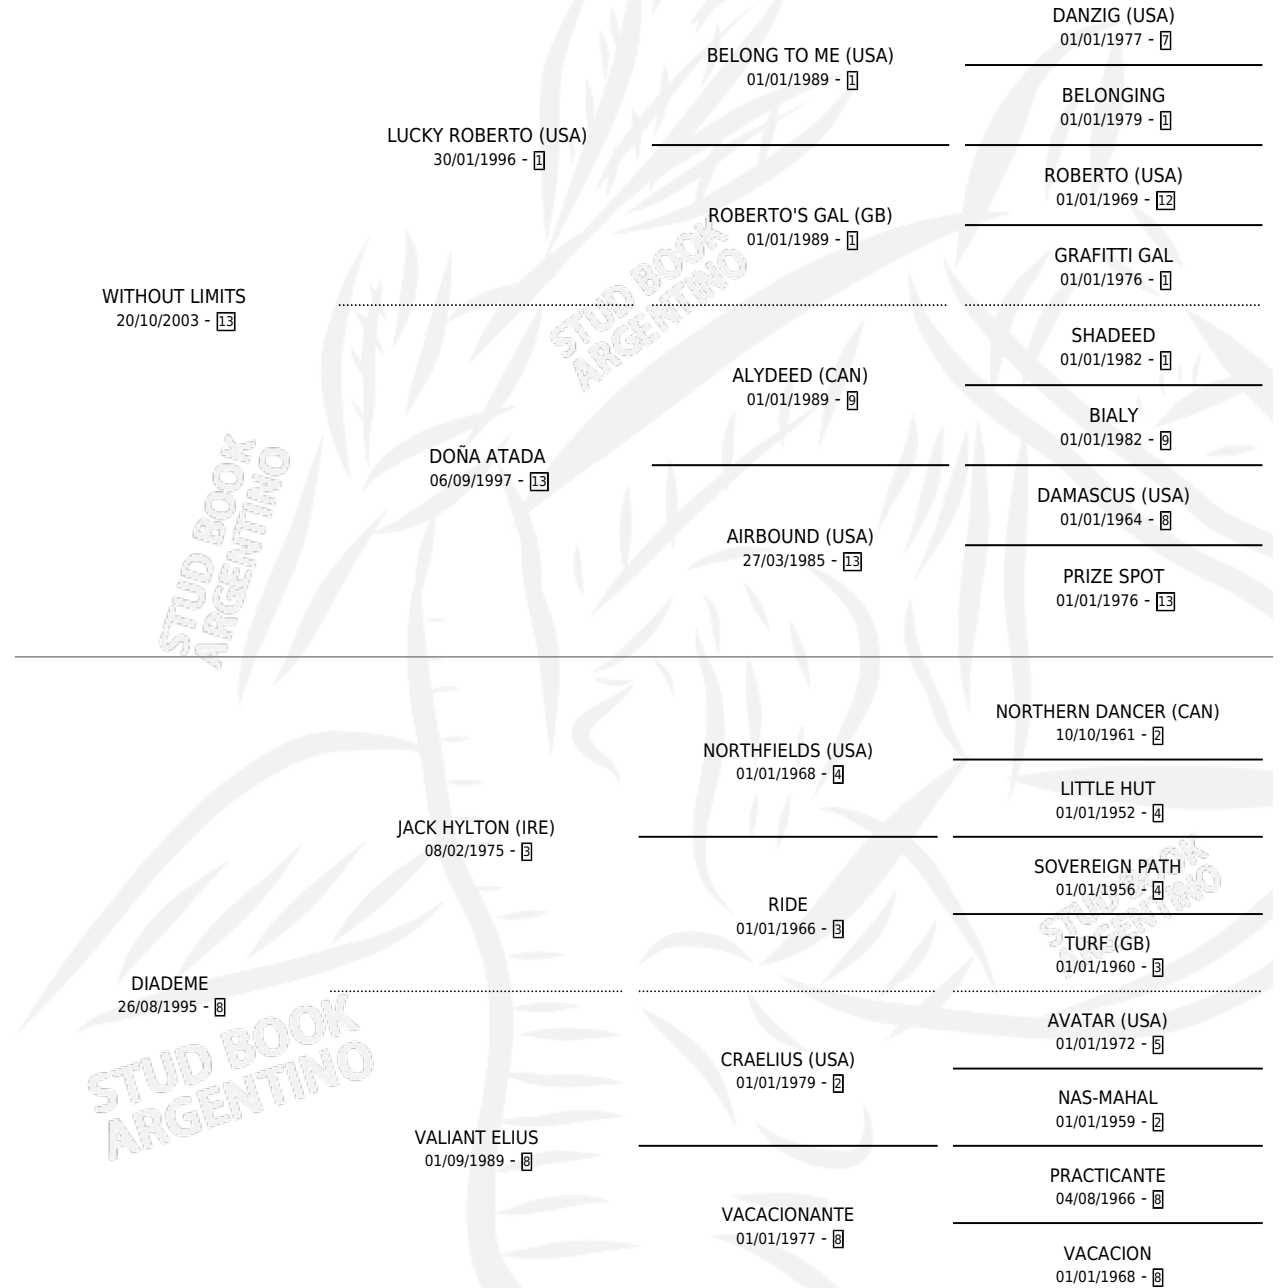 DANZIG (USA)
01/01/1977 - 7
BELONG TO ME (USA)
01/01/1989 - 1
BELONGING
01/01/1979 - 1
LUCKY ROBERTO (USA)
30/01/1996 - 1
ROBERTO (USA)
01/01/1969 - 12
ROBERTO'S GAL (GB)
01/01/1989 - 1
GRAFITTI GAL
01/01/1976 - 1
WITHOUT LIMITS
20/10/2003 - 13
STUD BOOK
ARGENTINO
SHADEED
01/01/1982 - 1
ALYDEED (CAN)
01/01/1989 - 9
BIALY
01/01/1982 - 9
DOÑA ATADA
06/09/1997 - 13
DAMASCUS (USA)
01/01/1964 - 8
AIRBOUND (USA)
27/03/1985 - 13
PRIZE SPOT
01/01/1976 - 13
STUD BOOK
ARGENTINO
NORTHERN DANCER (CAN)
10/10/1961 - 2
NORTHFIELDS (USA)
01/01/1968 - 4
LITTLE HUT
01/01/1952 - 4
JACK HYLTON (IRE)
08/02/1975 - 3
SOVEREIGN PATH
01/01/1956 - 4
RIDE
01/01/1966 - 3
TURF (GB)
01/01/1960 - 3
STUD BOOK
ARGENTINO
DIADEME
26/08/1995 - 8
AVATAR (USA)
01/01/1972 - 5
CRAELIUS (USA)
01/01/1979 - 2
NAS-MAHAL
01/01/1959 - 2
STUD BOOK
ARGENTINO
VALIANT ELIUS
01/09/1989 - 8
PRACTICANTE
04/08/1966 - 8
VACACIONANTE
01/01/1977 - 8
VACACION
01/01/1968 - 8